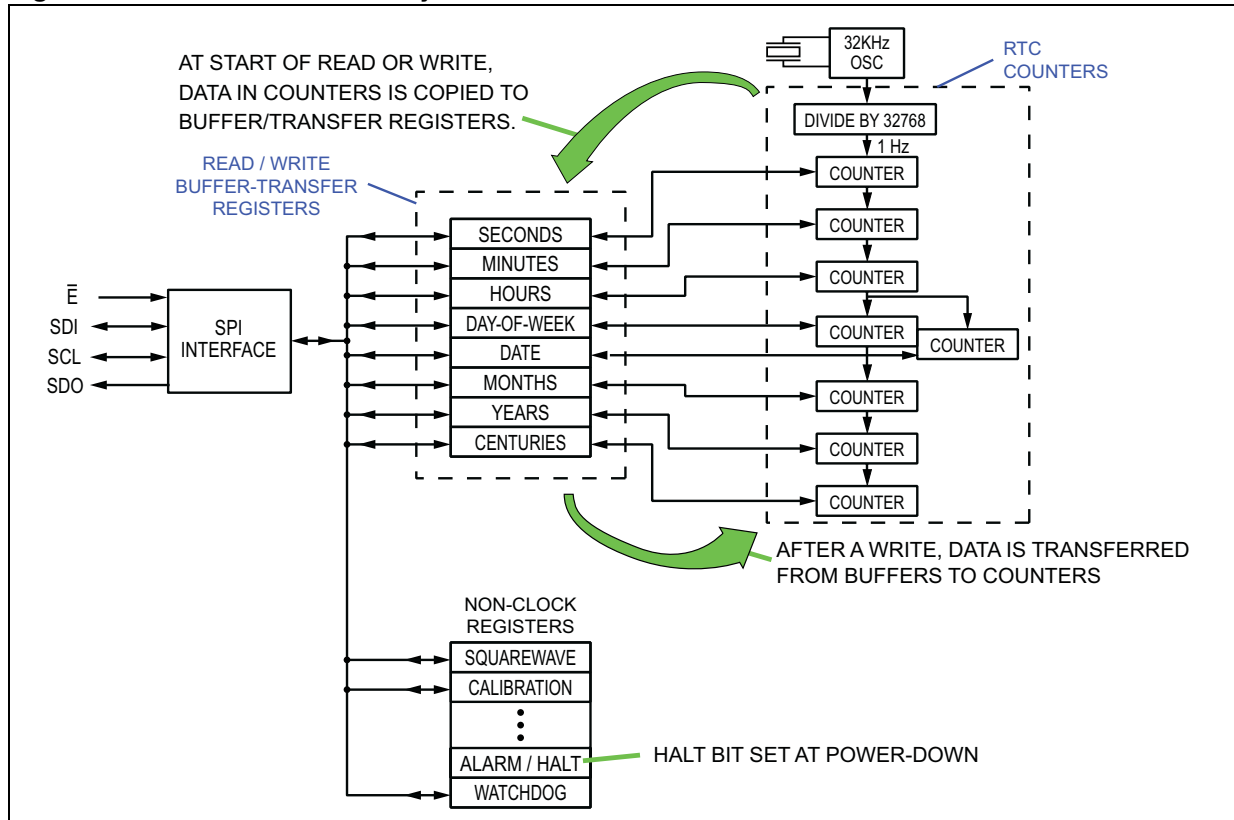 AT START OF READ OR WRITE,
DATA IN COUNTERS IS COPIED TO
BUFFER/TRANSFER REGISTERS.
32KHz
OSC
RTC
COUNTERS
DIVIDE BY 32768
1 Hz
READ / WRITE
BUFFER-TRANSFER
REGISTERS
COUNTER
COUNTER
COUNTER
COUNTER
COUNTER
COUNTER
COUNTER
COUNTER
SECONDS
MINUTES
HOURS
DAY-OF-WEEK
DATE
MONTHS
YEARS
CENTURIES
E̅
SDI
SCL
SDO
SPI
INTERFACE
AFTER A WRITE, DATA IS TRANSFERRED
FROM BUFFERS TO COUNTERS
NON-CLOCK
REGISTERS
SQUAREWAVE
CALIBRATION
ALARM / HALT
WATCHDOG
HALT BIT SET AT POWER-DOWN